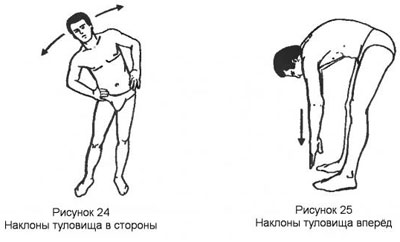 Рисунок 24
Наклоны туловища в стороны
Рисунок 25
Наклоны туловища вперёд